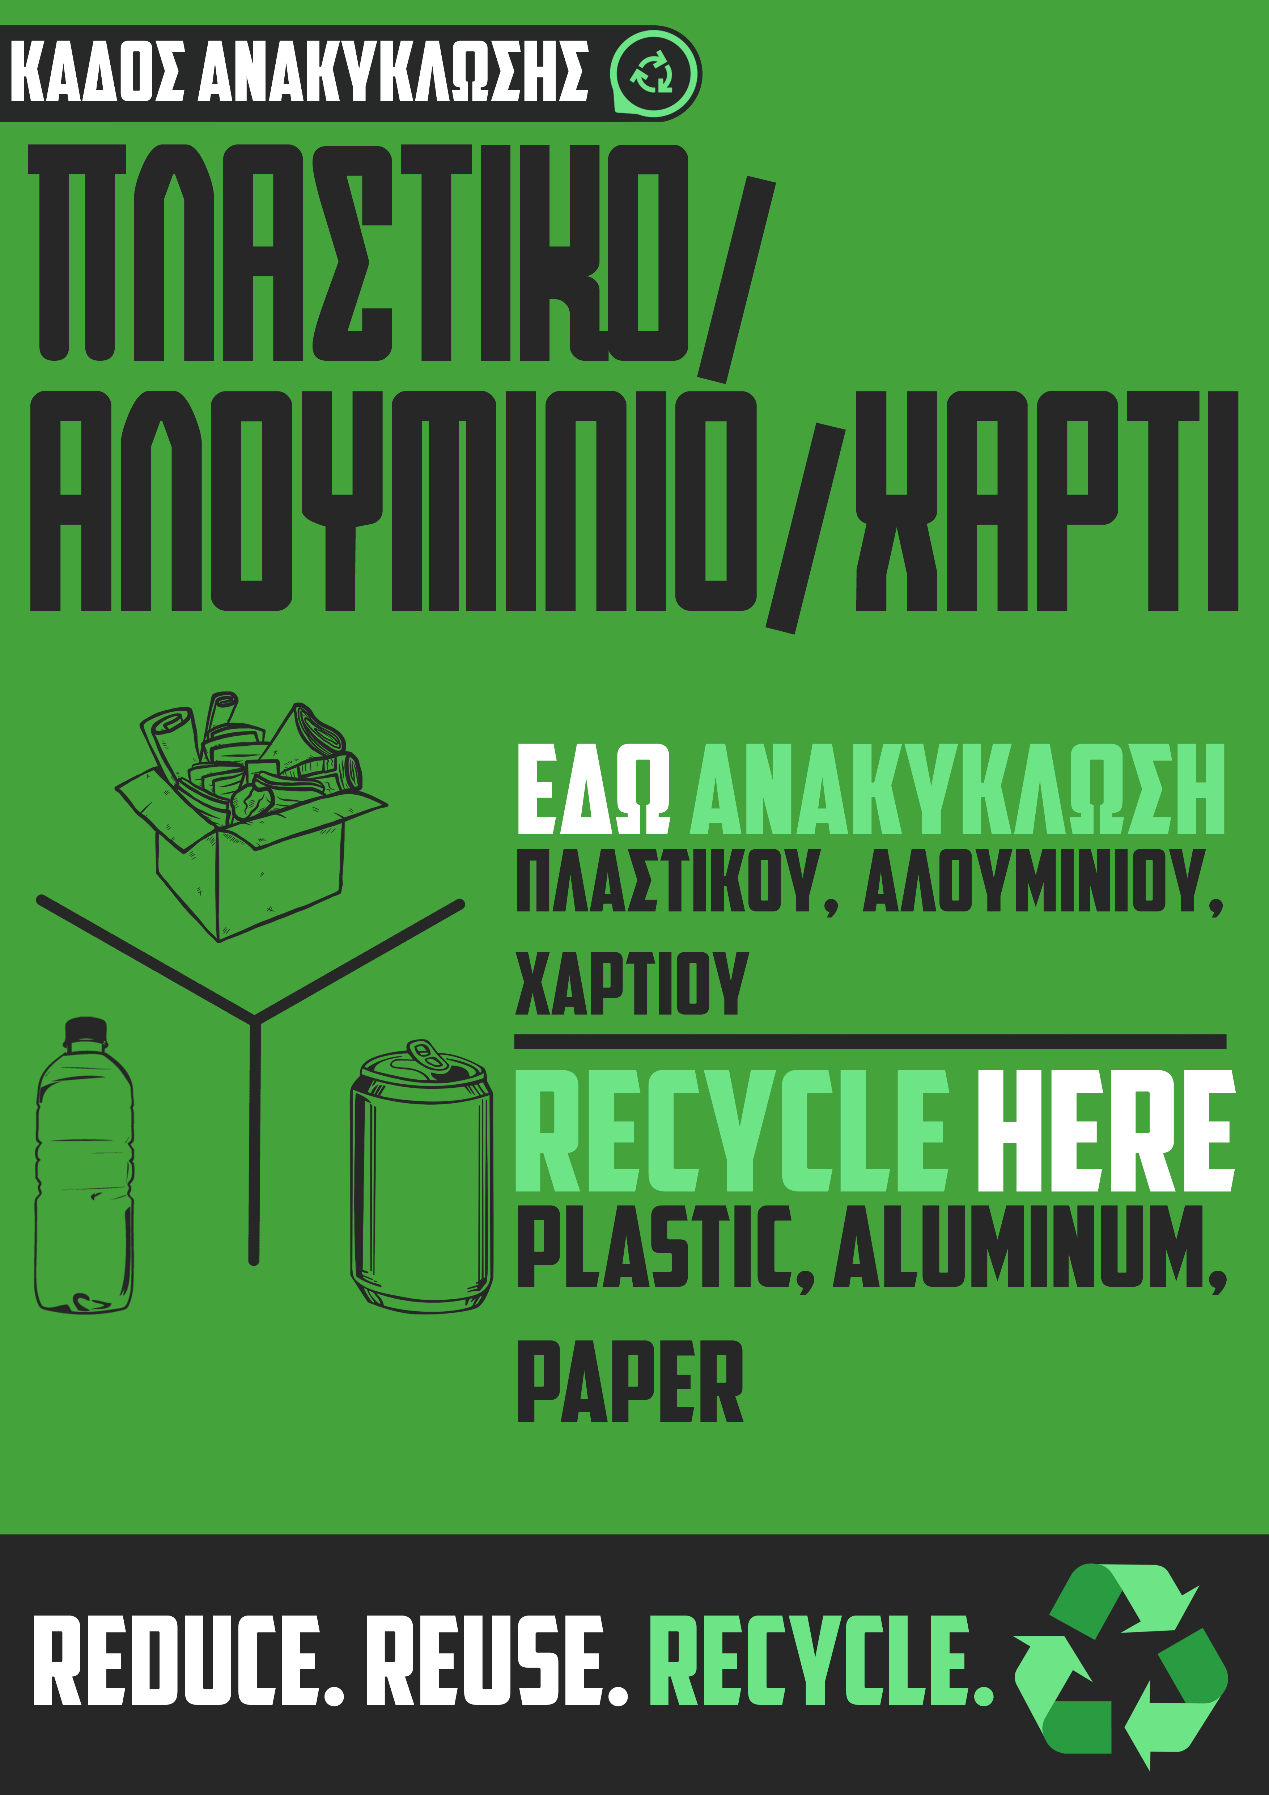 ΚΑΔΟΣ ΑΝΑΚΥΚΛΩΣΗΣ
ΠΛΑΣΤΙΚΟ/
ΑΛΟΥΜΙΝΙΟ/ΧΑΡΤΙ
ΕΔΩ ΑΝΑΚΥΚΛΩΣΗ
ΠΛΑΣΤΙΚΟΥ, ΑΛΟΥΜΙΝΙΟΥ,
ΧΑΡΤΙΟΥ
RECYCLE HERE
PLASTIC, ALUMINUM,
PAPER
REDUCE. REUSE. RECYCLE.